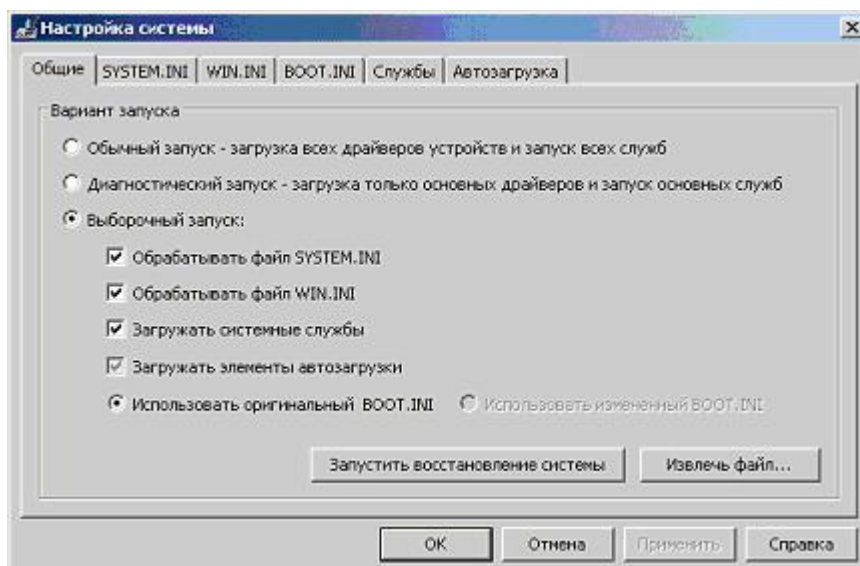 Настройка системы
Общие SYSTEM.INI WIN.INI BOOT.INI Службы Автозагрузка
Вариант запуска
Обычный запуск - загрузка всех драйверов устройств и запуск всех служб
Диагностический запуск - загрузка только основных драйверов и запуск основных служб
Выборочный запуск:
Обрабатывать файл SYSTEM.INI
Обрабатывать файл WIN.INI
Загружать системные службы
Загружать элементы автозагрузки
Использовать оригинальный BOOT.INI Использовать измененный BOOT.INI
Запустить восстановление системы Извлечь файл...
OK Отмена Применить Справка